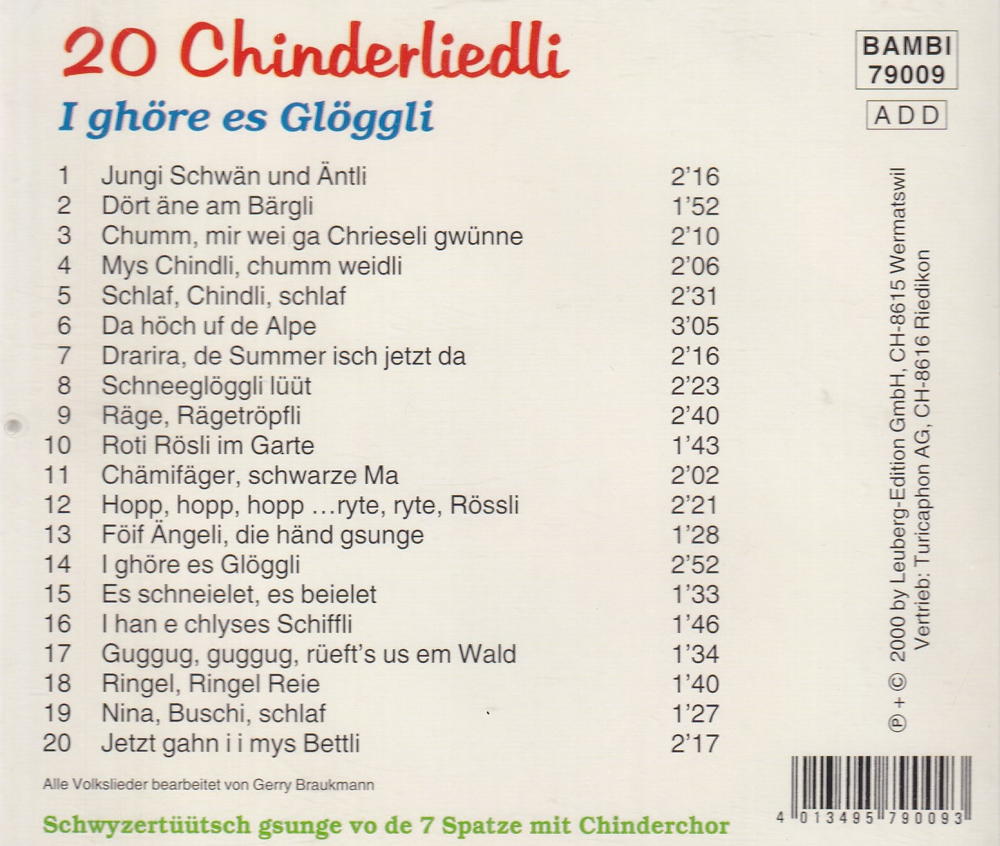 20 Chinderliedli
I ghöre es Glöggli
BAMBI
79009
ADD
1 Jungi Schwän und Äntli 2'16
2 Dört äne am Bärgli 1'52
3 Chumm, mir wei ga Chrieseli gwünne 2'10
4 Mys Chindli, chumm weidli 2'06
5 Schlaf, Chindli, schlaf 2'31
6 Da höch uf de Alpe 3'05
7 Drarira, de Summer isch jetzt da 2'16
8 Schneeglöggli lüüt 2'23
9 Räge, Rägetröpfli 2'40
10 Roti Rösli im Garte 1'43
11 Chämifäger, schwarze Ma 2'02
12 Hopp, hopp, hopp ...ryte, ryte, Rössli 2'21
13 Föif Ängeli, die händ gsunge 1'28
14 I ghöre es Glöggli 2'52
15 Es schneielet, es beielet 1'33
16 I han e chlyses Schiffli 1'46
17 Guggug, guggug, rüeft's us em Wald 1'34
18 Ringel, Ringel Reie 1'40
19 Nina, Buschi, schlaf 1'27
20 Jetzt gahn i i mys Bettli 2'17
Alle Volkslieder bearbeitet von Gerry Braukmann
Schwyzertüütsch gsunge vo de 7 Spatze mit Chinderchor
℗ + © 2000 by Leuberg-Edition GmbH, CH-8615 Wermatswil
Vertrieb: Turicaphon AG, CH-8616 Riedikon
4 013495 790093